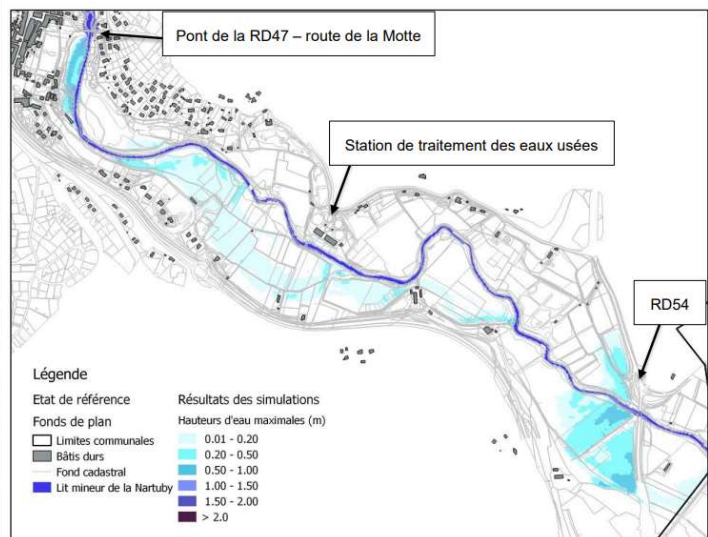 Pont de la RD47 – route de la Motte
Station de traitement des eaux usées
RD54
Légende
Etat de référence
Fonds de plan
Limites communales
Bâtis durs
Fond cadastral
Lit mineur de la Nartuby
Résultats des simulations
Hauteurs d'eau maximales (m)
0.01 - 0.20
0.20 - 0.50
0.50 - 1.00
1.00 - 1.50
1.50 - 2.00
> 2.0